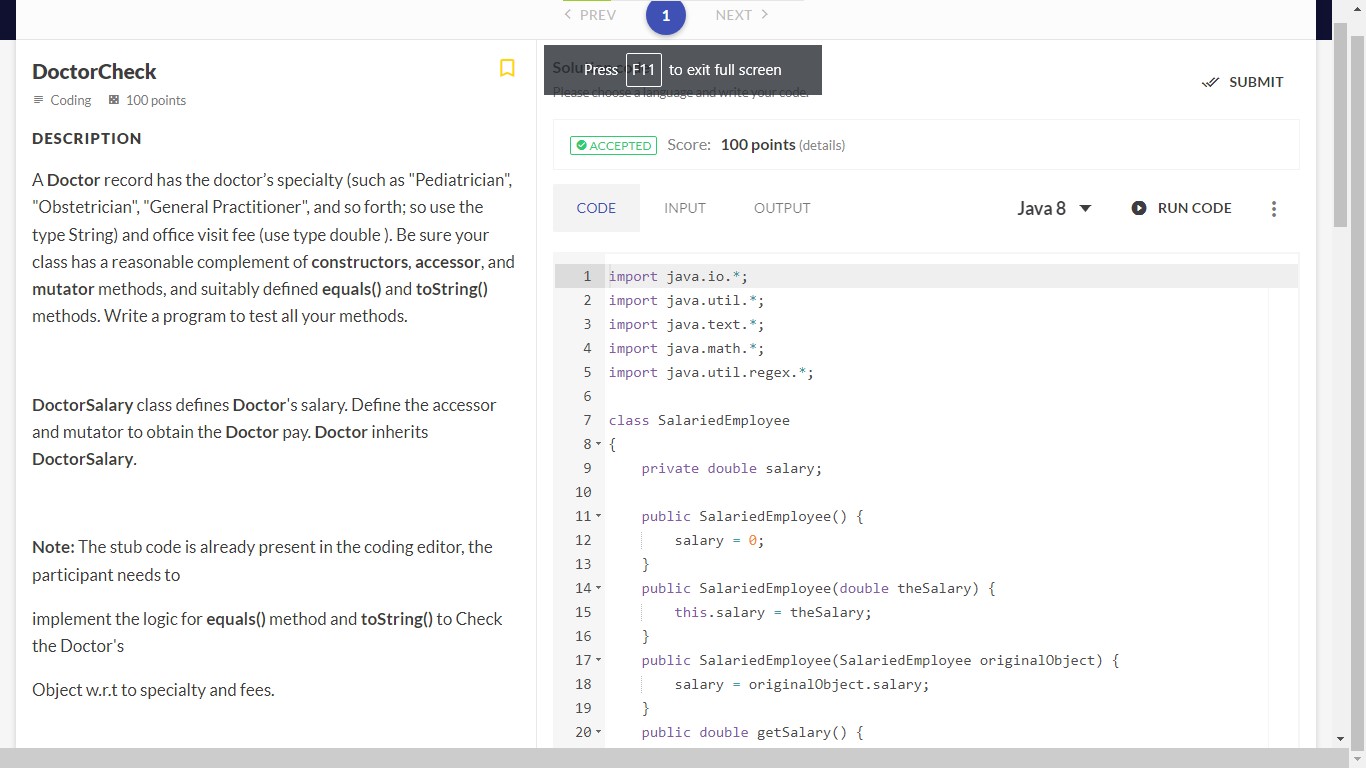 PREV 1 NEXT
DoctorCheck
Coding 100 points
DESCRIPTION
A Doctor record has the doctor's specialty (such as "Pediatrician",
"Obstetrician", "General Practitioner", and so forth; so use the
type String) and office visit fee (use type double ). Be sure your
class has a reasonable complement of constructors, accessor, and
mutator methods, and suitably defined equals() and toString()
methods. Write a program to test all your methods.
DoctorSalary class defines Doctor's salary. Define the accessor
and mutator to obtain the Doctor pay. Doctor inherits
DoctorSalary.
Note: The stub code is already present in the coding editor, the
participant needs to
implement the logic for equals() method and toString() to Check
the Doctor's
Object w.r.t to specialty and fees.
Press F11 to exit full screen
Please choose a language and write your code.
SUBMIT
ACCEPTED Score: 100 points (details)
CODE INPUT OUTPUT Java 8 RUN CODE
1 import java.io.*;
2 import java.util.*;
3 import java.text.*;
4 import java.math.*;
5 import java.util.regex.*;
6
7 class SalariedEmployee
8 {
9 private double salary;
10
11 public SalariedEmployee() {
12 salary = 0;
13 }
14 public SalariedEmployee(double theSalary) {
15 this.salary = theSalary;
16 }
17 public SalariedEmployee(SalariedEmployee originalObject) {
18 salary = originalObject.salary;
19 }
20 public double getSalary() {